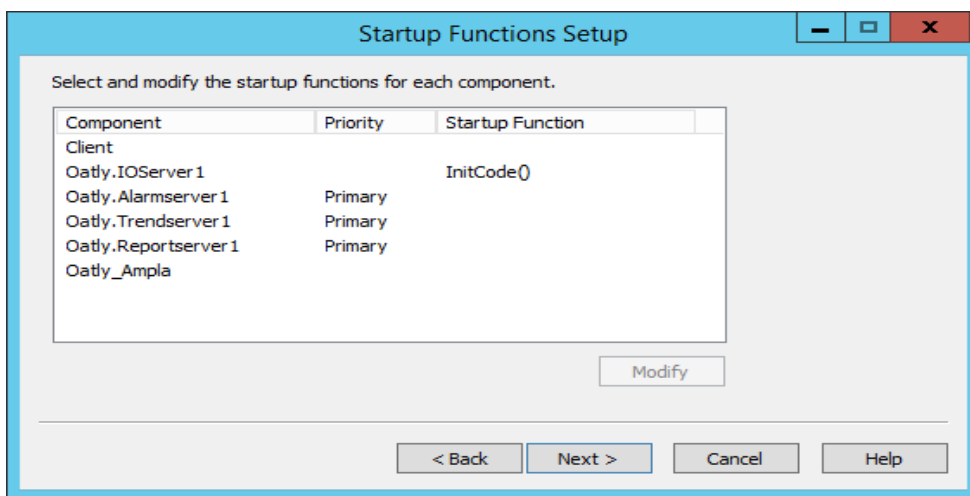 Startup Functions Setup
Select and modify the startup functions for each component.
Component Priority Startup Function
Client
Oatly.IOServer1 InitCode()
Oatly.Alarmserver1 Primary
Oatly.Trendserver1 Primary
Oatly.Reportserver1 Primary
Oatly_Ampla
Modify
< Back Next > Cancel Help